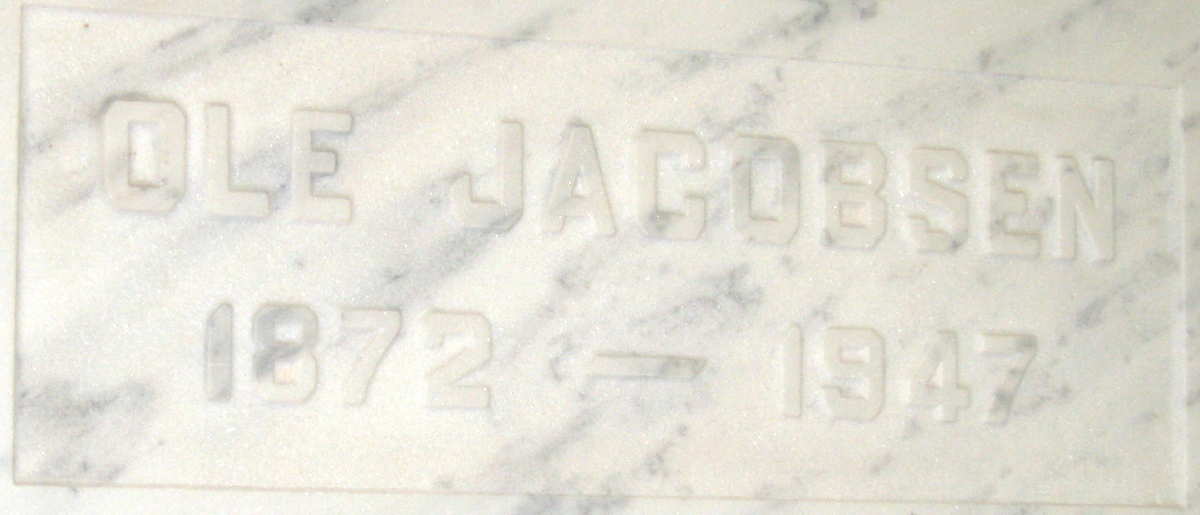 OLE JACOBSEN
1872 — 1947